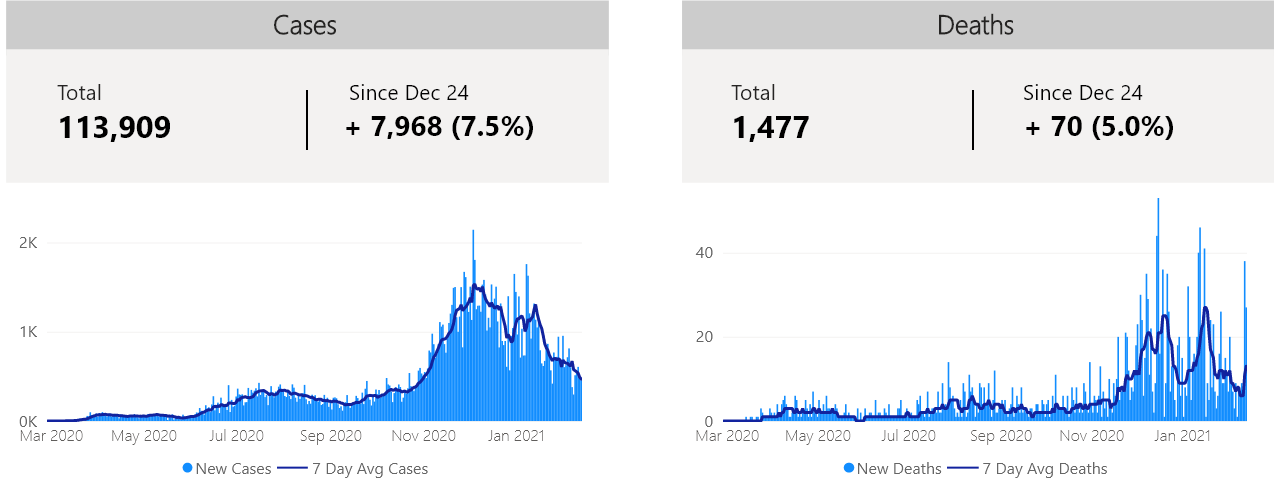 Cases
Total
113,909
Since Dec 24
+ 7,968 (7.5%)
2K
1K
0K
Mar 2020 May 2020 Jul 2020 Sep 2020 Nov 2020 Jan 2021
New Cases 7 Day Avg Cases
Deaths
Total
1,477
Since Dec 24
+ 70 (5.0%)
40
20
0
Mar 2020 May 2020 Jul 2020 Sep 2020 Nov 2020 Jan 2021
New Deaths 7 Day Avg Deaths